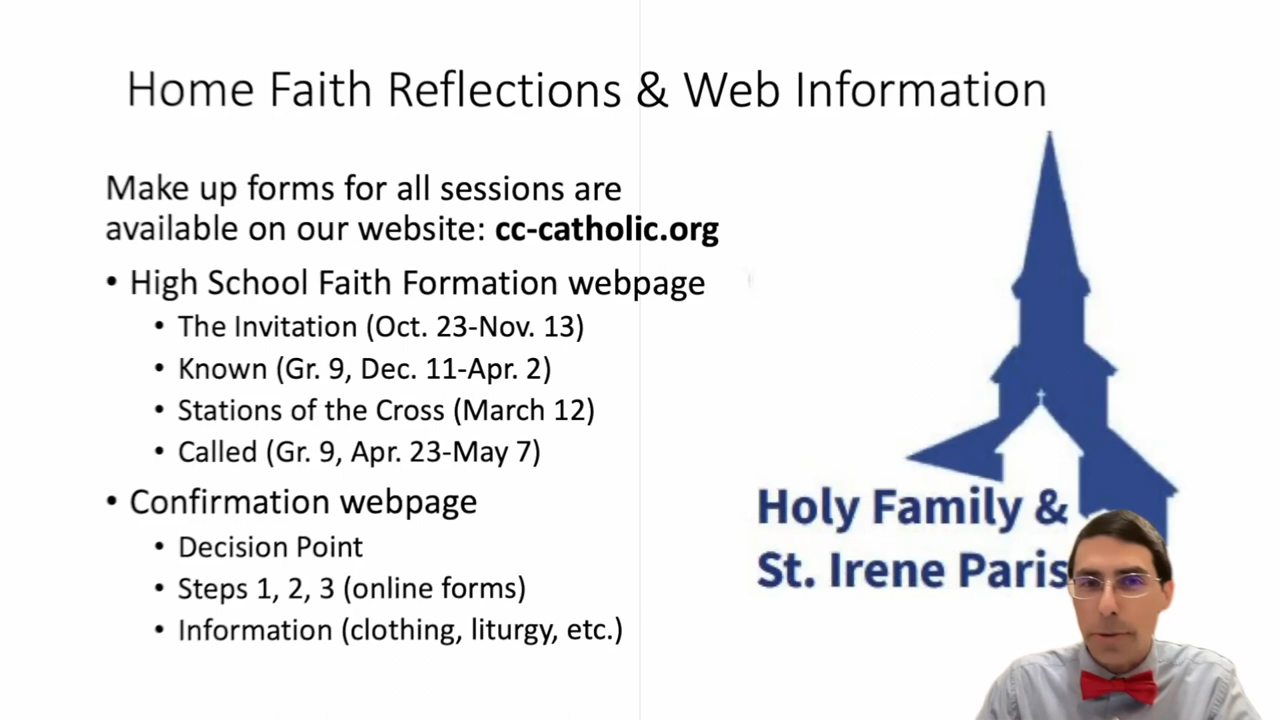 Home Faith Reflections & Web Information
Make up forms for all sessions are
available on our website: cc-catholic.org
• High School Faith Formation webpage
• The Invitation (Oct. 23-Nov. 13)
• Known (Gr. 9, Dec. 11-Apr. 2)
• Stations of the Cross (March 12)
• Called (Gr. 9, Apr. 23-May 7)
• Confirmation webpage
• Decision Point
• Steps 1, 2, 3 (online forms)
• Information (clothing, liturgy, etc.)
Holy Family &
St. Irene Paris